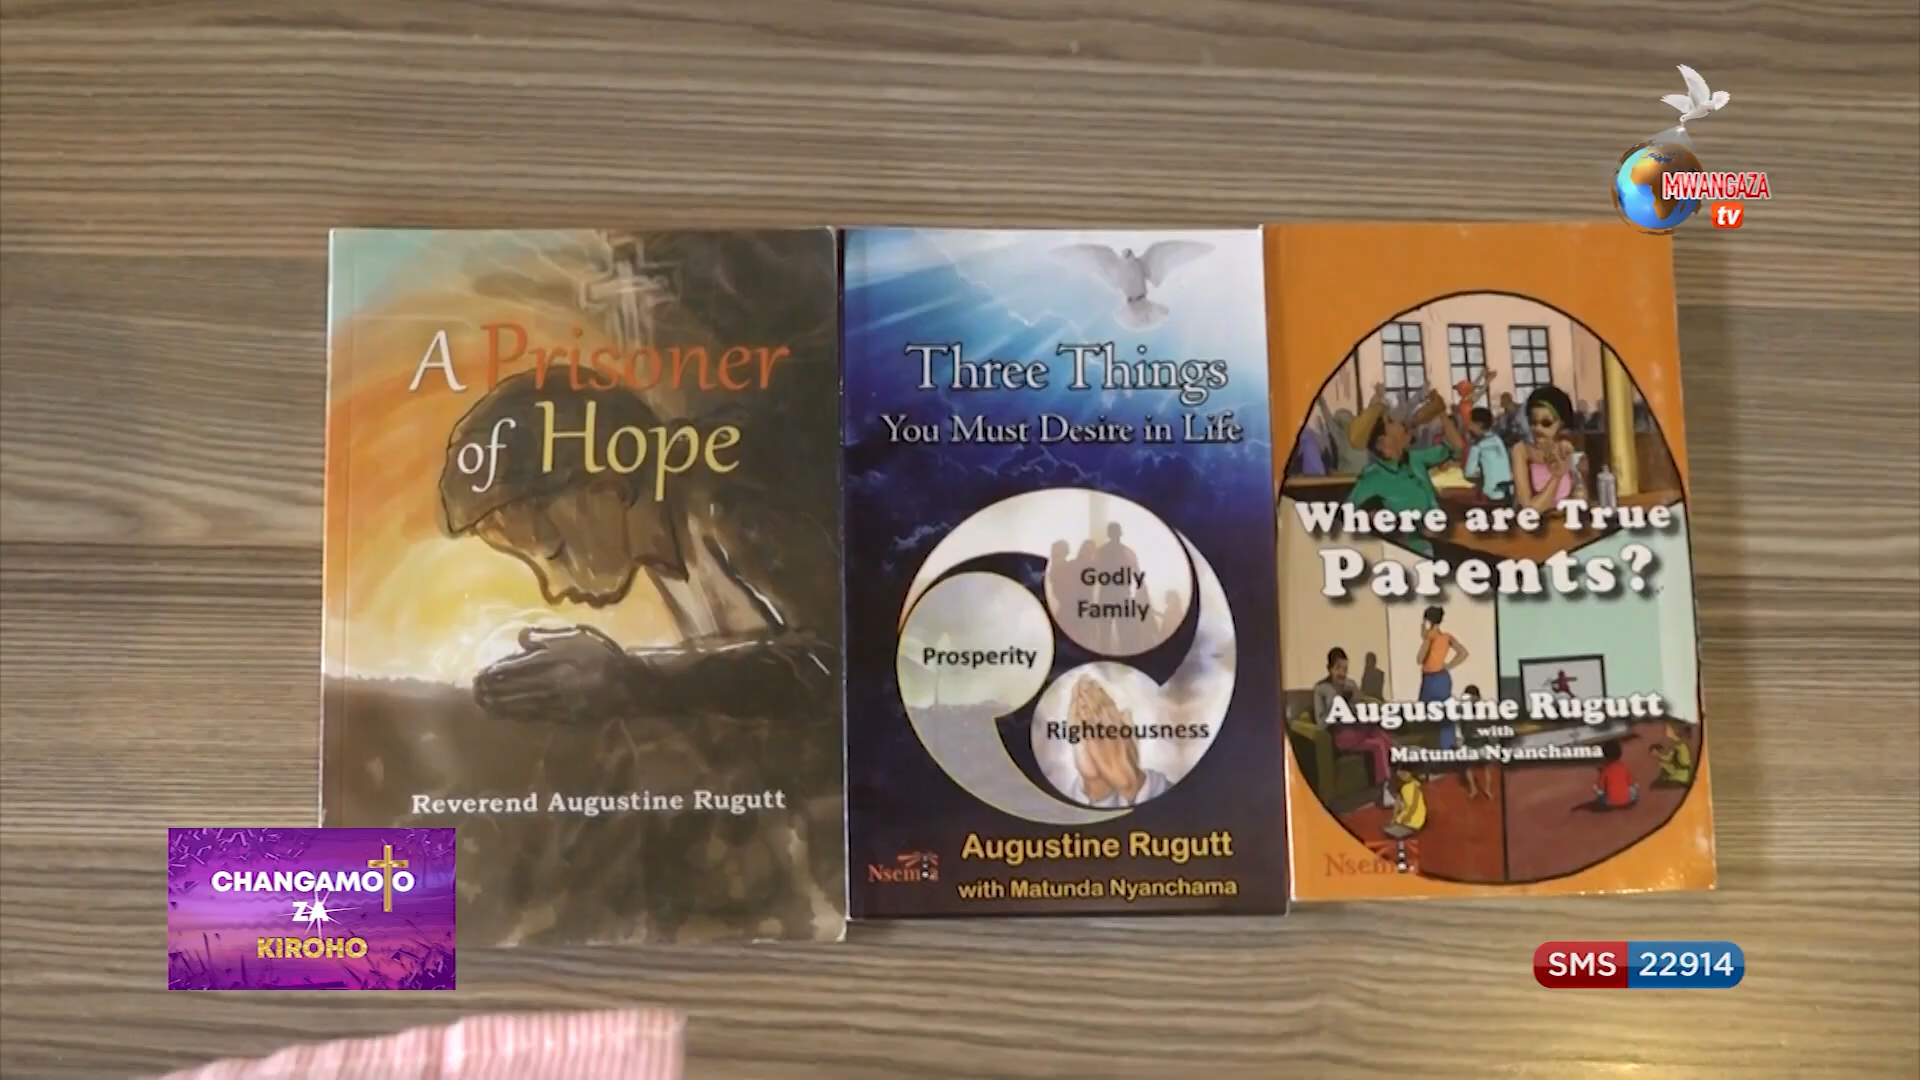 MWANGAZA
tv
A Prisoner
of Hope
Reverend Augustine Rugutt
Three Things
You Must Desire in Life
Godly
Family
Prosperity
Righteousness
Augustine Rugutt
with Matunda Nyanchama
Nsemia
Where are True
Parents?
Augustine Rugutt
with
Matunda Nyanchama
Nsemia
CHANGAMOTO
ZA
KIROHO
SMS 22914